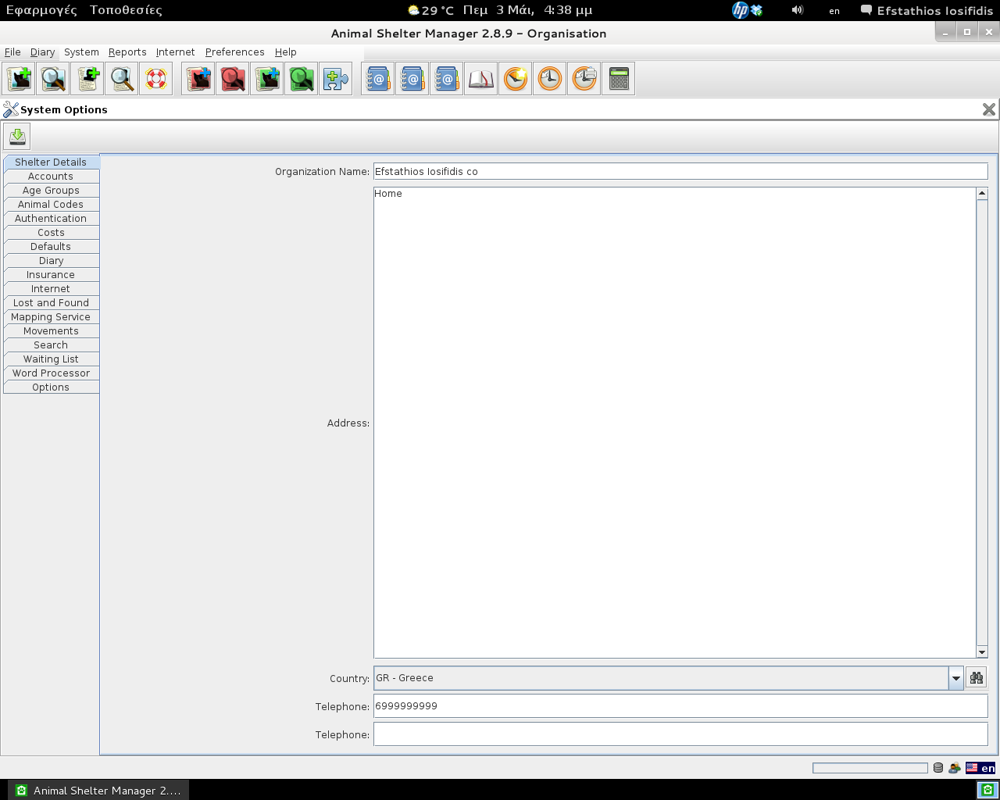 Εφαρμογές Τοποθεσίες 29 °C Πεμ 3 Μάι, 4:38 μμ hp en Efstathios Iosifidis
Animal Shelter Manager 2.8.9 – Organisation
File Diary System Reports Internet Preferences Help
System Options
Shelter Details
Accounts
Age Groups
Animal Codes
Authentication
Costs
Defaults
Diary
Insurance
Internet
Lost and Found
Mapping Service
Movements
Search
Waiting List
Word Processor
Options
Organization Name: Efstathios Iosifidis co
Address: Home
Country: GR - Greece
Telephone: 6999999999
Telephone:
en
Animal Shelter Manager 2....